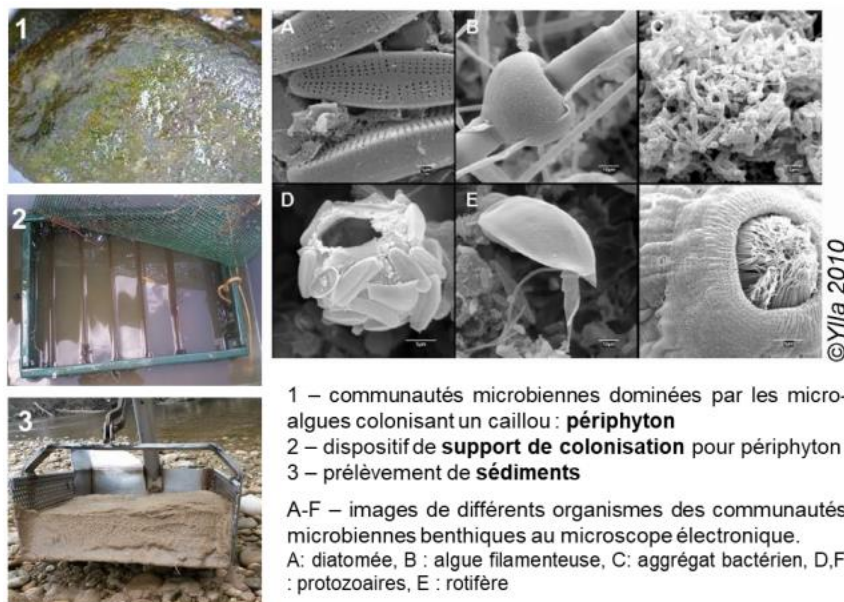 1
2
3
A
B
C
D
E
©Ylla 2010
1 – communautés microbiennes dominées par les micro-
algues colonisant un caillou : périphyton
2 – dispositif de support de colonisation pour périphyton
3 – prélèvement de sédiments
A-F – images de différents organismes des communautés
microbiennes benthiques au microscope électronique.
A: diatomée, B : algue filamenteuse, C: aggrégat bactérien, D,F
: protozoaires, E : rotifère